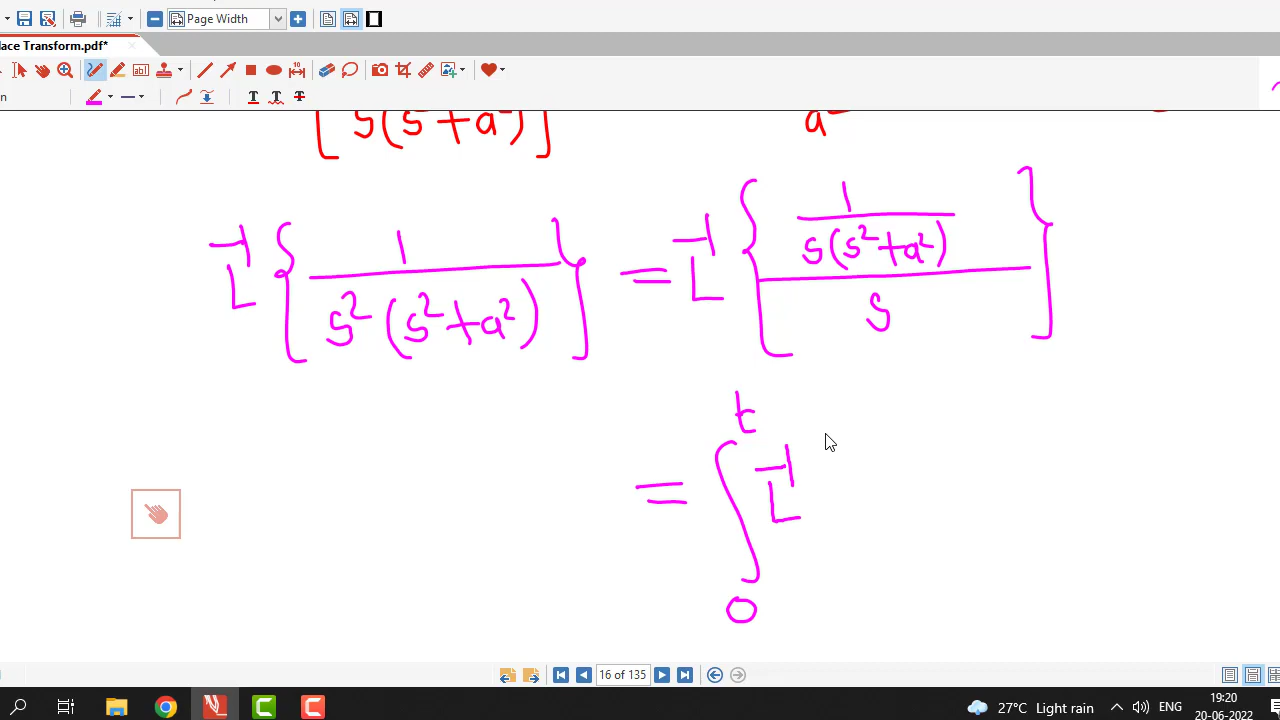 Page Width
lace Transform.pdf*
n
[s(s²+a²)] a²
L⁻¹{1/(s²(s²+a²))} = L⁻¹{(1/(s(s²+a²)))/s}
= ∫₀ᵗ L⁻¹
16 of 135
27°C Light rain ENG 19:20
20-06-2022